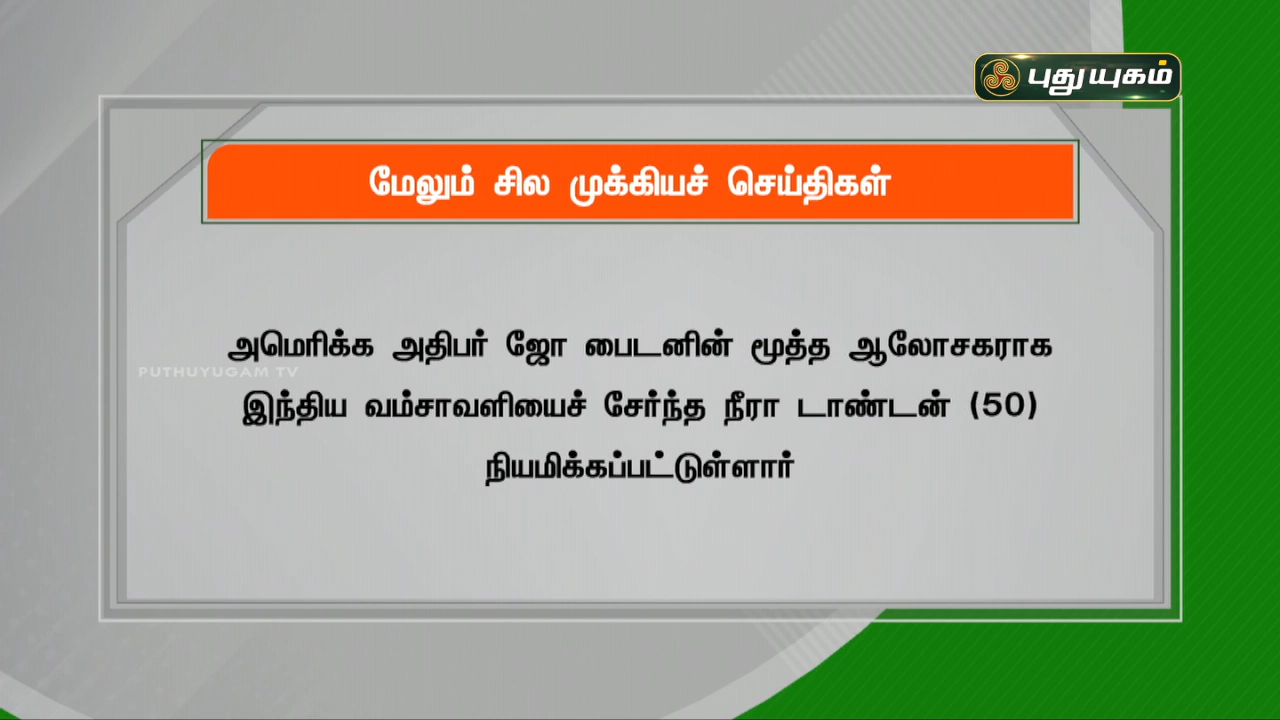 புதுயுகம்
மேலும் சில முக்கியச் செய்திகள்
அமெரிக்க அதிபர் ஜோ பைடனின் மூத்த ஆலோசகராக
PUTHUYUGAM TV
இந்திய வம்சாவளியைச் சேர்ந்த நீரா டாண்டன் (50)
நியமிக்கப்பட்டுள்ளார்